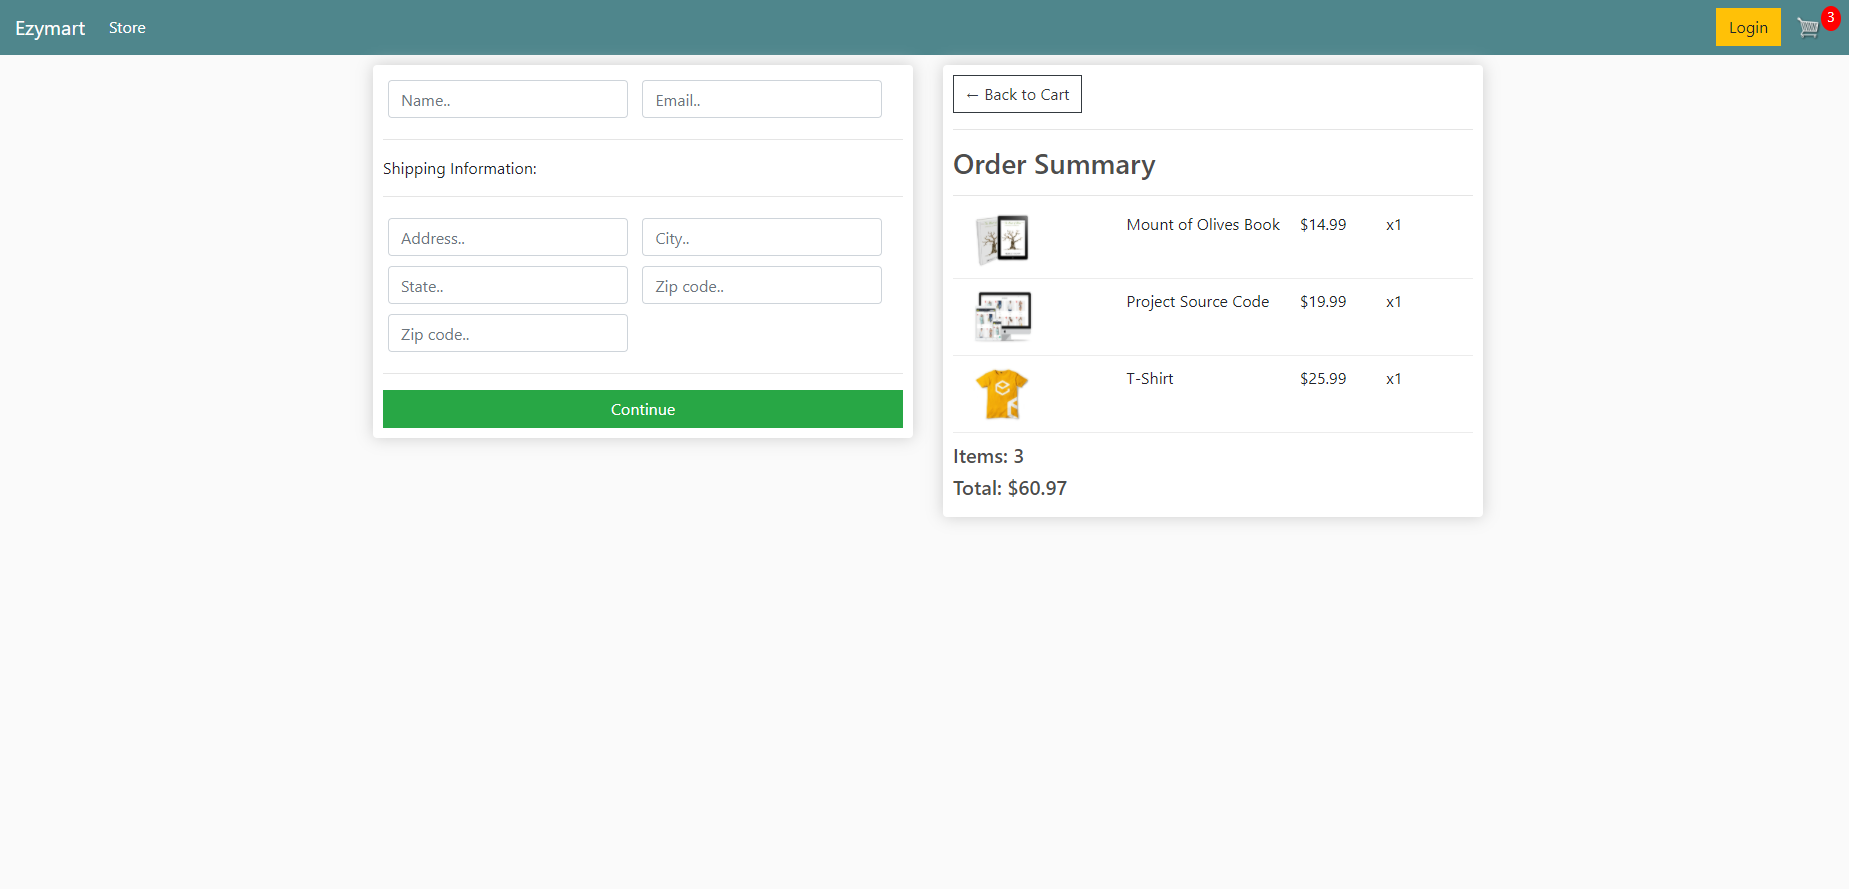 Ezymart Store Login 3
Name.. Email..
Shipping Information:
Address.. City..
State.. Zip code..
Zip code..
Continue
← Back to Cart
Order Summary
Mount of Olives Book $14.99 x1
Project Source Code $19.99 x1
T-Shirt $25.99 x1
Items: 3
Total: $60.97